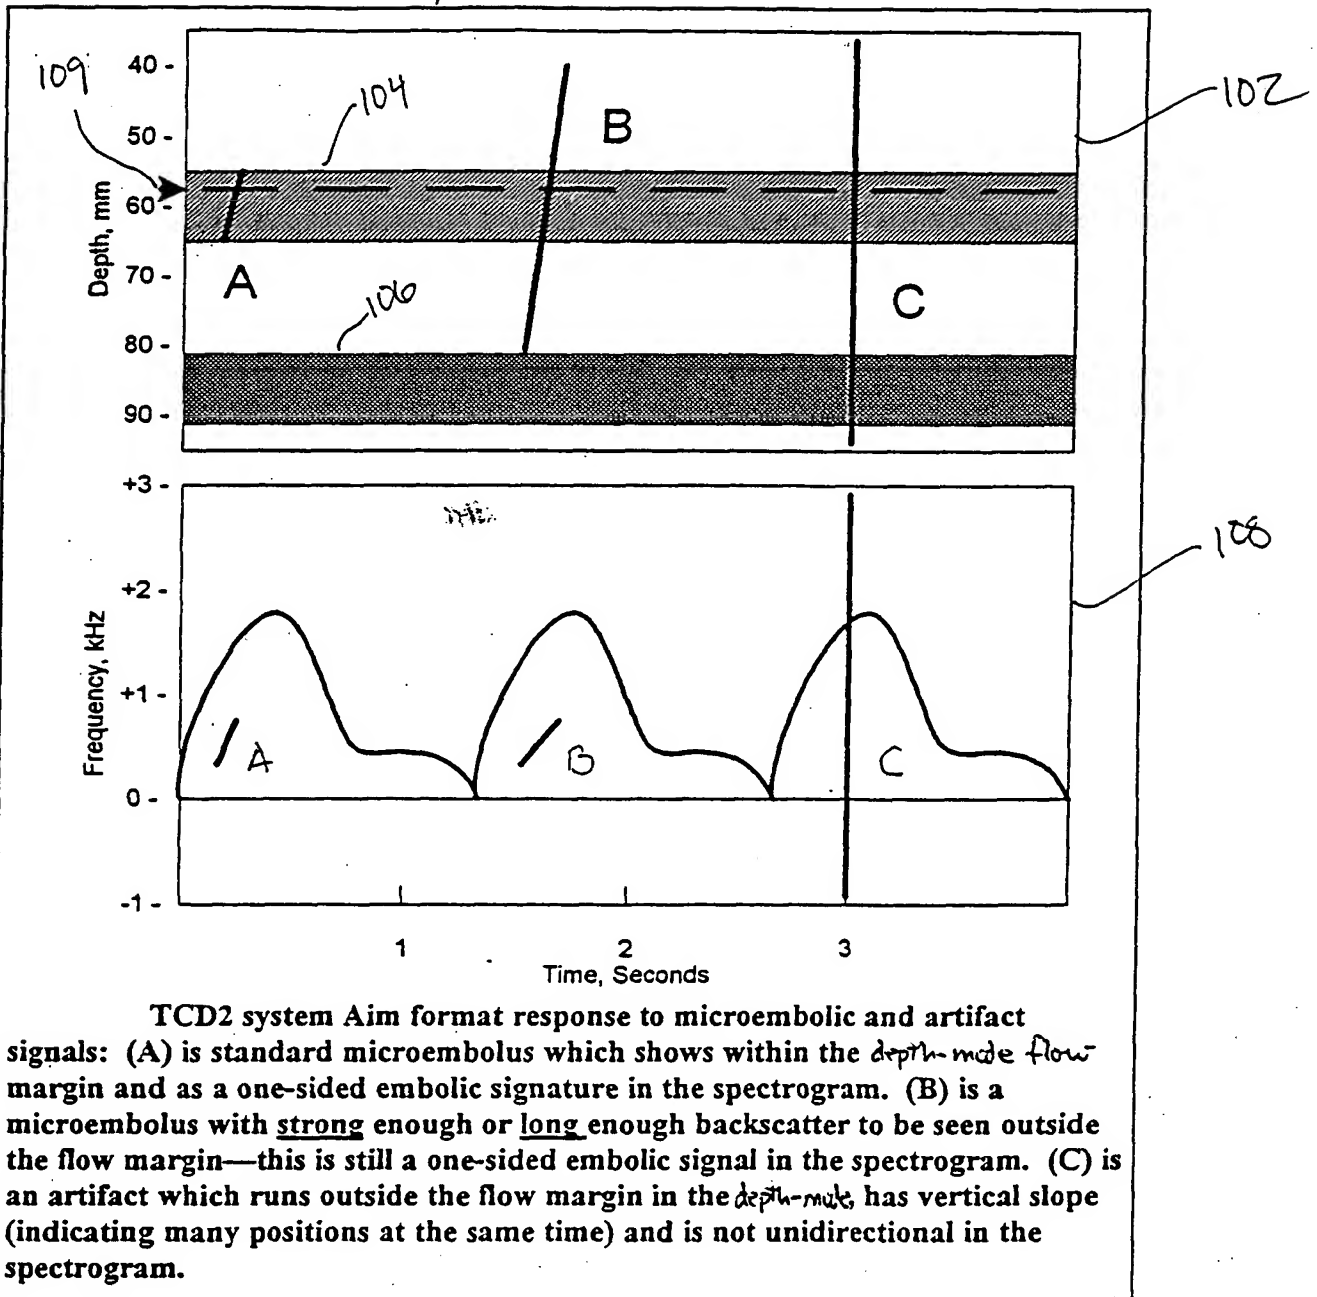 109
104
102
40 -
50 -
60 -
70 -
80 -
90 -
Depth, mm
A
B
C
106
108
+3 -
+2 -
+1 -
0 -
-1 -
Frequency, kHz
A
B
C
1
2
3
Time, Seconds
TCD2 system Aim format response to microembolic and artifact
signals: (A) is standard microembolus which shows within the depth-mode flow
margin and as a one-sided embolic signature in the spectrogram. (B) is a
microembolus with strong enough or long enough backscatter to be seen outside
the flow margin—this is still a one-sided embolic signal in the spectrogram. (C) is
an artifact which runs outside the flow margin in the depth-mode, has vertical slope
(indicating many positions at the same time) and is not unidirectional in the
spectrogram.